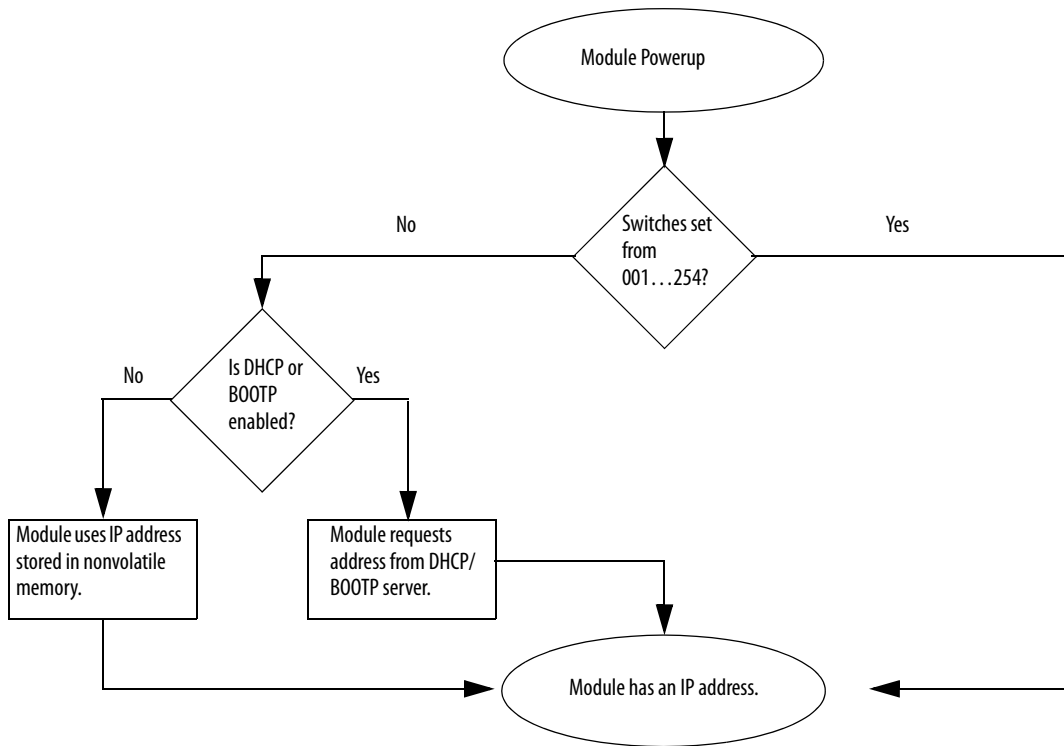 Module Powerup
Switches set
from
001...254?
No
Yes
Is DHCP or
BOOTP
enabled?
No
Yes
Module uses IP address
stored in nonvolatile
memory.
Module requests
address from DHCP/
BOOTP server.
Module has an IP address.